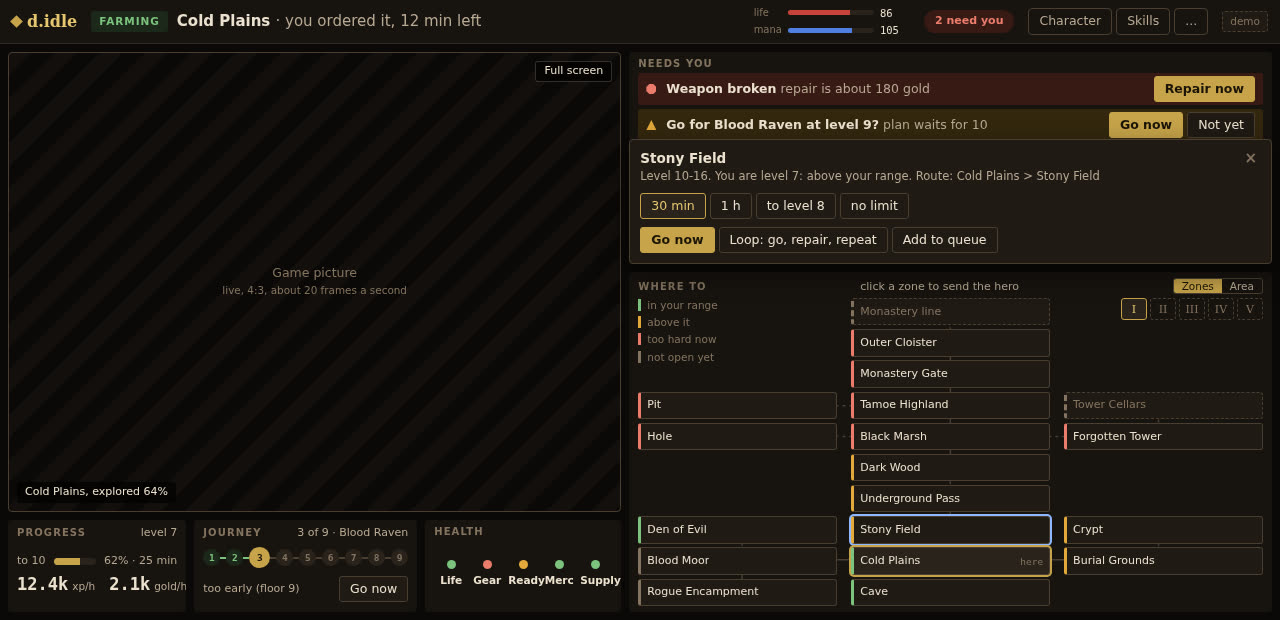 d.idle FARMING Cold Plains · you ordered it, 12 min left
life 86
mana 105
2 need you
Character Skills ... demo
Full screen
Game picture
live, 4:3, about 20 frames a second
Cold Plains, explored 64%
PROGRESS level 7
to 10 62% · 25 min
12.4k xp/h 2.1k gold/h
JOURNEY 3 of 9 · Blood Raven
1 2 3 4 5 6 7 8 9
too early (floor 9) Go now
HEALTH
Life Gear Ready Merc Supply
NEEDS YOU
Weapon broken repair is about 180 gold Repair now
Go for Blood Raven at level 9? plan waits for 10 Go now Not yet
Stony Field ×
Level 10-16. You are level 7: above your range. Route: Cold Plains > Stony Field
30 min 1 h to level 8 no limit
Go now Loop: go, repair, repeat Add to queue
WHERE TO click a zone to send the hero Zones Area
in your range
above it
too hard now
not open yet
I II III IV V
Monastery line
Outer Cloister
Monastery Gate
Pit Tamoe Highland Tower Cellars
Hole Black Marsh Forgotten Tower
Dark Wood
Underground Pass
Den of Evil Stony Field Crypt
Blood Moor Cold Plains here Burial Grounds
Rogue Encampment Cave